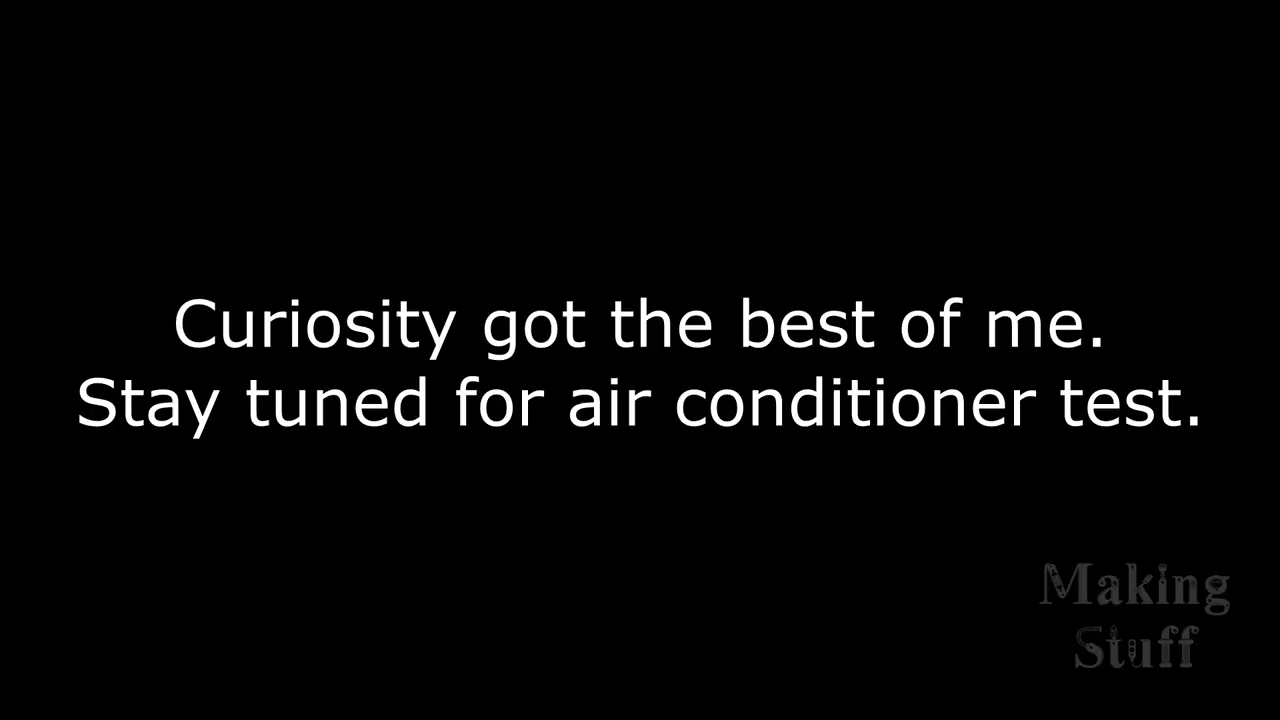 Curiosity got the best of me.
Stay tuned for air conditioner test.
Making
Stuff